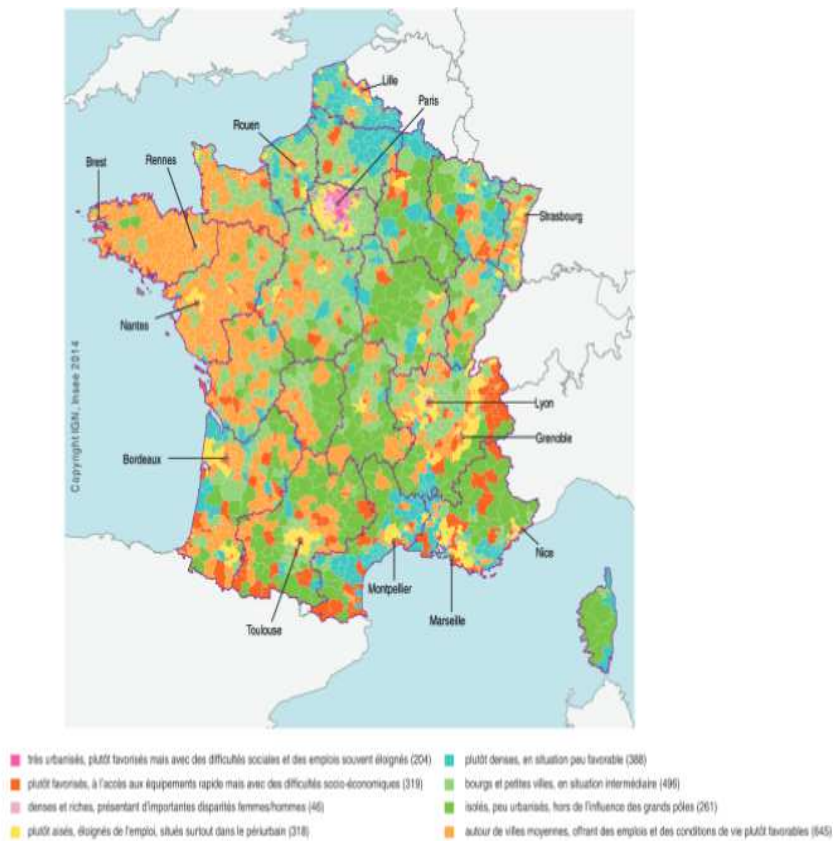 Lille
Paris
Rouen
Brest
Rennes
Strasbourg
Nantes
Copyright IGN, Insee 2014
Lyon
Grenoble
Bordeaux
Nice
Montpellier
Marseille
Toulouse
très urbanisés, plutôt favorisés mais avec des difficultés sociales et des emplois souvent éloignés (204)
plutôt favorisés, à l'accès aux équipements rapide mais avec des difficultés socio-économiques (319)
denses et riches, présentant d'importantes disparités femmes/hommes (46)
plutôt aisés, éloignés de l'emploi, situés surtout dans le périurbain (318)
plutôt denses, en situation peu favorable (388)
bourgs et petites villes, en situation intermédiaire (496)
isolés, peu urbanisés, hors de l'influence des grands pôles (261)
autour de villes moyennes, offrant des emplois et des conditions de vie plutôt favorables (645)